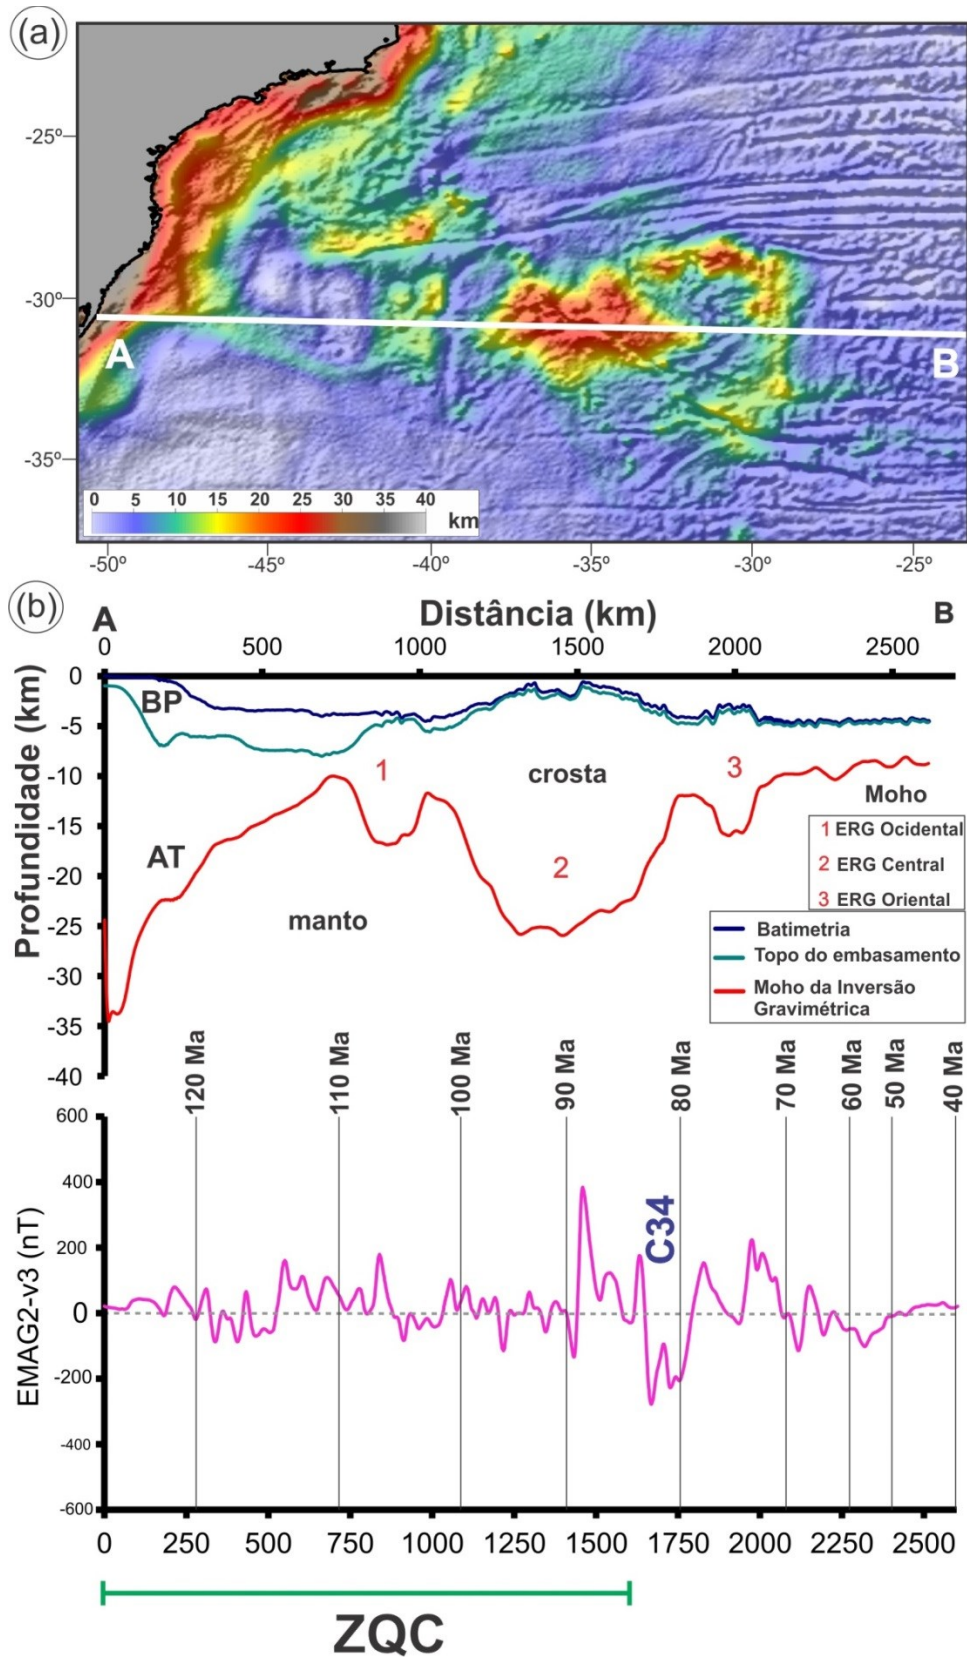 (a)
-25º
-30º
-35º
A
B
0 5 10 15 20 25 30 35 40
km
-50º -45º -40º -35º -30º -25º
(b)
A Distância (km) B
0 500 1000 1500 2000 2500
Profundidade (km)
0
-5
-10
-15
-20
-25
-30
-35
-40
BP
AT
1
crosta
3
2
manto
Moho
1 ERG Ocidental
2 ERG Central
3 ERG Oriental
Batimetria
Topo do embasamento
Moho da Inversão
Gravimétrica
120 Ma
110 Ma
100 Ma
90 Ma
80 Ma
70 Ma
60 Ma
50 Ma
40 Ma
EMAG2-v3 (nT)
600
400
200
0
-200
-400
-600
C34
0 250 500 750 1000 1250 1500 1750 2000 2250 2500
ZQC